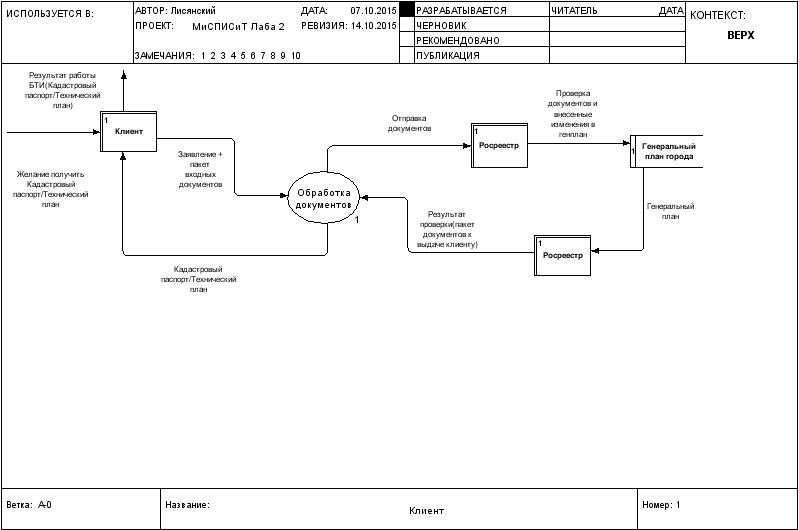 ИСПОЛЬЗУЕТСЯ В:
АВТОР: Лисянский
ДАТА: 07.10.2015
ПРОЕКТ: МиСПИСиТ Лаба 2
РЕВИЗИЯ: 14.10.2015
ЗАМЕЧАНИЯ: 1 2 3 4 5 6 7 8 9 10
РАЗРАБАТЫВАЕТСЯ
ЧЕРНОВИК
РЕКОМЕНДОВАНО
ПУБЛИКАЦИЯ
ЧИТАТЕЛЬ ДАТА
КОНТЕКСТ:
ВЕРХ
Результат работы
БТИ(Кадастровый
паспорт/Технический
план)
1
Клиент
Желание получить
Кадастровый
паспорт/Технический
план
Заявление +
пакет
входных
документов
Обработка
документов
1
Отправка
документов
1
Росреестр
Проверка
документов и
внесенные
изменения в
генплан
1
Генеральный
план города
Генеральный
план
1
Росреестр
Результат
проверки(пакет
документов к
выдаче клиенту)
Кадастровый
паспорт/Технический
план
Ветка: А-0
Название:
Клиент
Номер: 1